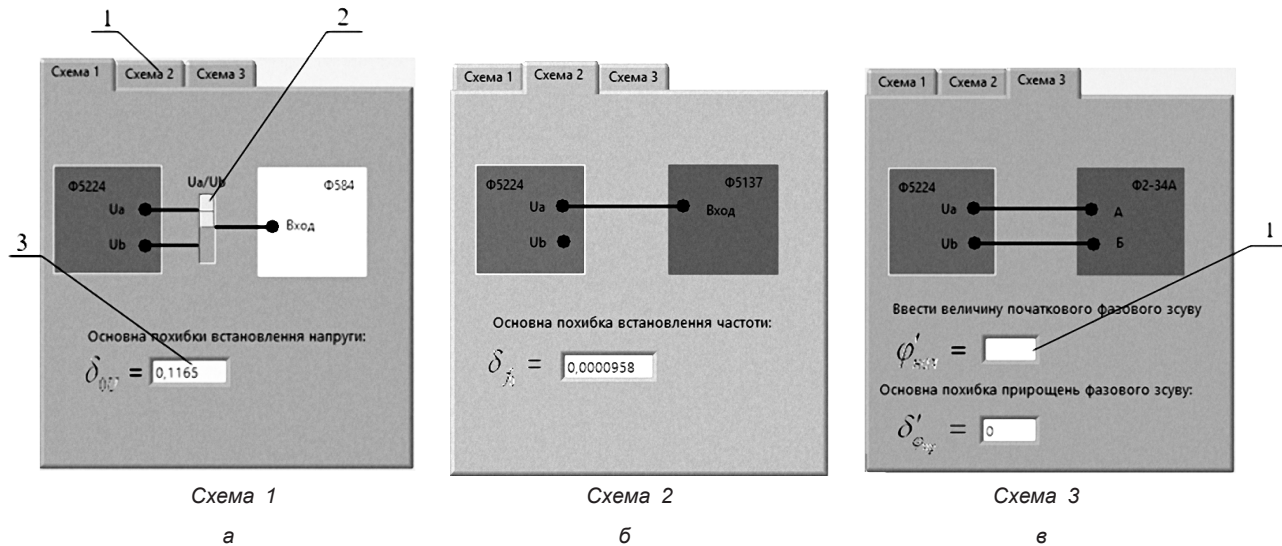 1
2
Схема 1 Схема 2 Схема 3
Ф5224
Ua/Ub
Ф584
Ua
Вход
Ub
3
Основна похибки встановлення напруги:
=
0,1165
Схема 1
а
Схема 1 Схема 2 Схема 3
Ф5224
Ф5137
Ua
Вход
Ub
Основна похибка встановлення частоти:
=
0,0000958
Схема 2
б
Схема 1 Схема 2 Схема 3
Ф5224
Ф2-34А
Ua
А
Ub
Б
1
Ввести величину початкового фазового зсуву
=
Основна похибка прирощень фазового зсуву:
=
0
Схема 3
в